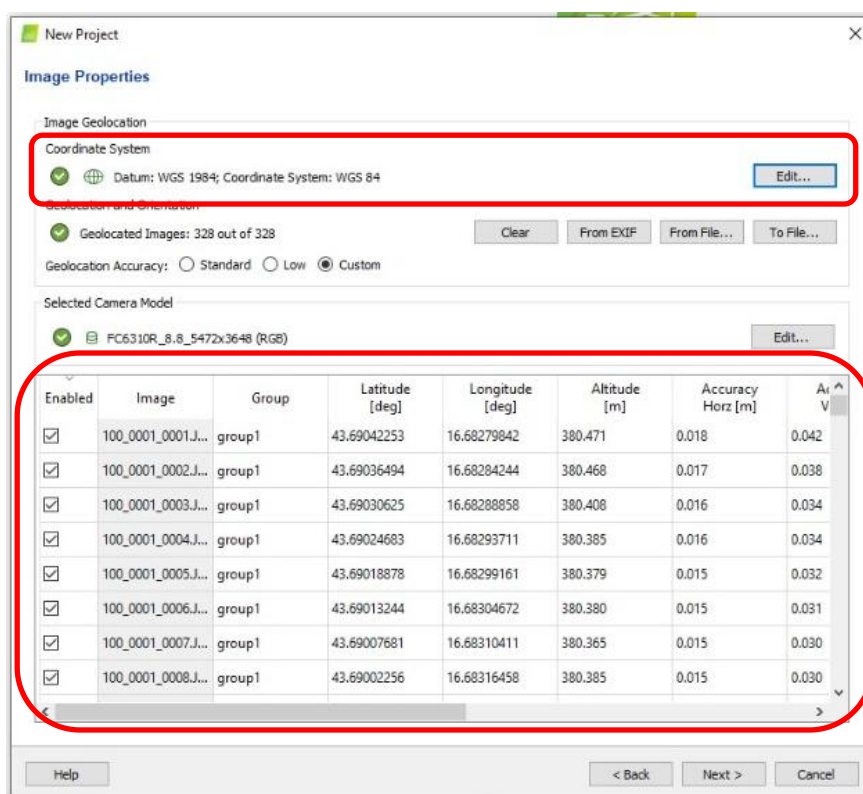 New Project
Image Properties
Image Geolocation
Coordinate System
Datum: WGS 1984; Coordinate System: WGS 84 Edit...
Geolocation and Orientation
Geolocated Images: 328 out of 328 Clear From EXIF From File... To File...
Geolocation Accuracy: Standard Low Custom
Selected Camera Model
FC6310R_8.8_5472x3648 (RGB) Edit...
Enabled Image Group Latitude [deg] Longitude [deg] Altitude [m] Accuracy Horz [m]
100_0001_0001.J... group1 43.69042253 16.68279842 380.471 0.018 0.042
100_0001_0002.J... group1 43.69036494 16.68284244 380.468 0.017 0.038
100_0001_0003.J... group1 43.69030625 16.68288858 380.408 0.016 0.034
100_0001_0004.J... group1 43.69024683 16.68293711 380.385 0.016 0.034
100_0001_0005.J... group1 43.69018878 16.68299161 380.379 0.015 0.032
100_0001_0006.J... group1 43.69013244 16.68304672 380.380 0.015 0.031
100_0001_0007.J... group1 43.69007681 16.68310411 380.365 0.015 0.030
100_0001_0008.J... group1 43.69002256 16.68316458 380.385 0.015 0.030
Help < Back Next > Cancel